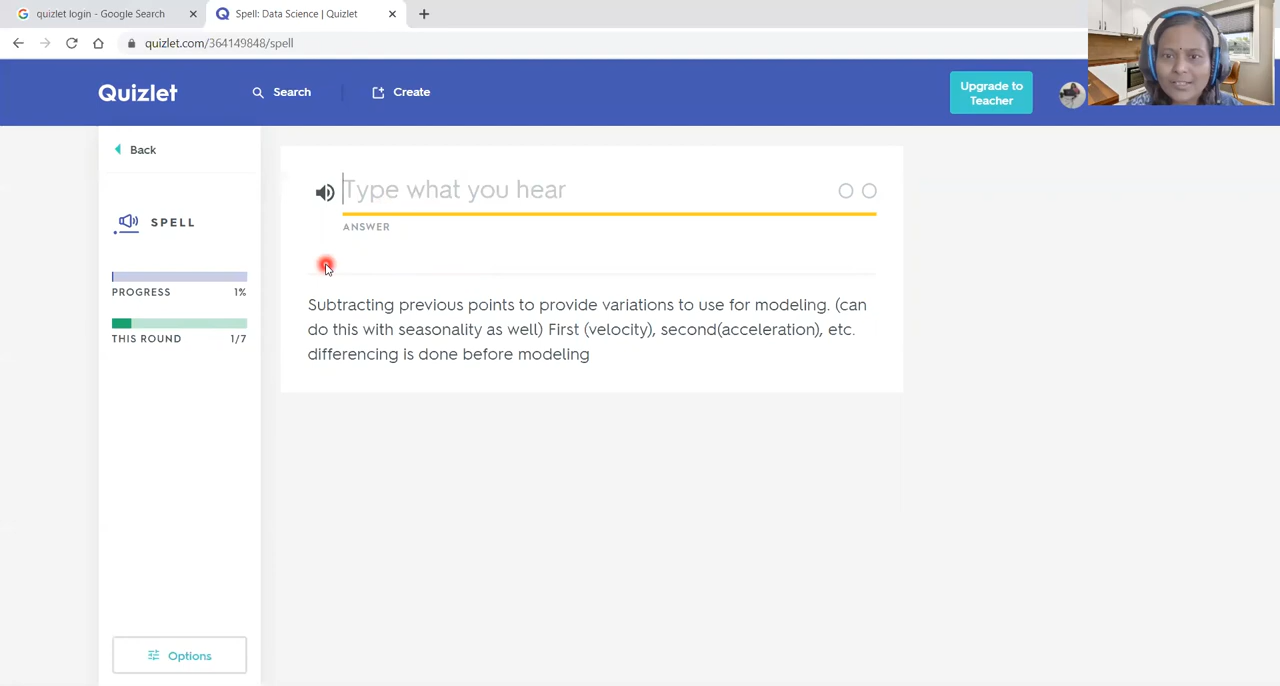 quizlet login - Google Search
Spell: Data Science | Quizlet
quizlet.com/364149848/spell
Quizlet
Search
Create
Upgrade to
Teacher
Back
SPELL
PROGRESS 1%
THIS ROUND 1/7
Options
Type what you hear
ANSWER
Subtracting previous points to provide variations to use for modeling. (can
do this with seasonality as well) First (velocity), second(acceleration), etc.
differencing is done before modeling